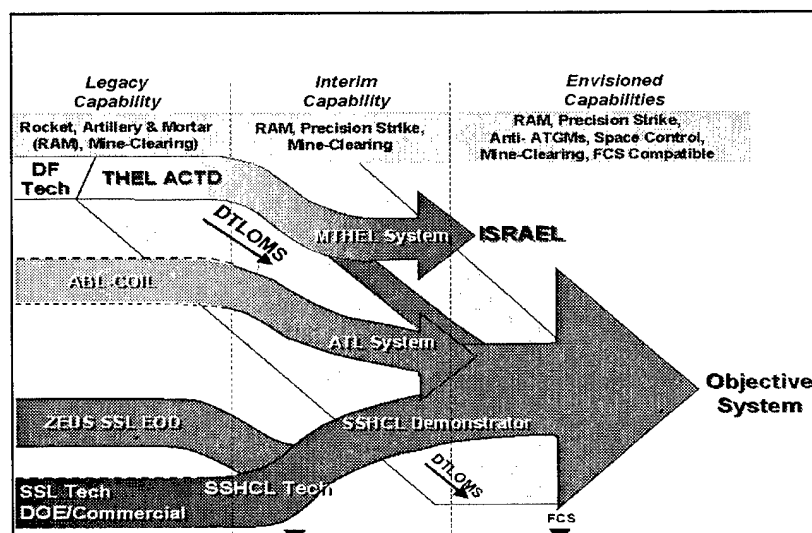 Legacy
Capability
Interim
Capability
Envisioned
Capabilities
Rocket, Artillery & Mortar
(RAM), Mine-Clearing)
RAM, Precision Strike,
Mine-Clearing
RAM, Precision Strike,
Anti- ATGMs, Space Control,
Mine-Clearing, FCS Compatible
DF
Tech
THEL ACTD
DTLOMS
MTHEL System
ISRAEL
ABL-COIL
ATL System
Objective
System
ZEUS SSL EOD
SSHCL Demonstrator
SSL Tech
DOE/Commercial
SSHCL Tech
DTLOMS
FCS